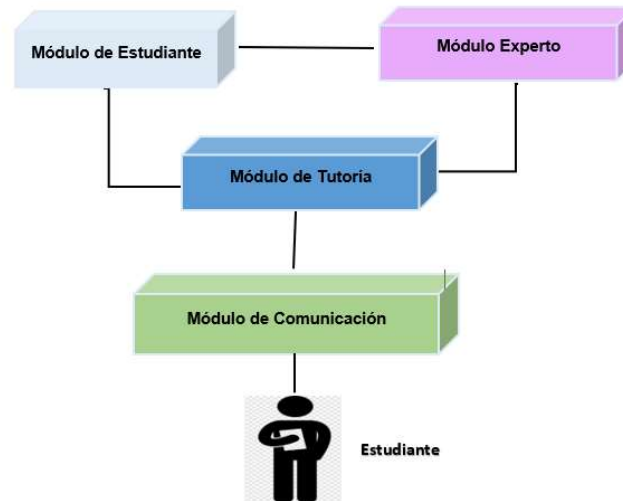 Módulo de Estudiante
Módulo Experto
Módulo de Tutoría
Módulo de Comunicación
Estudiante